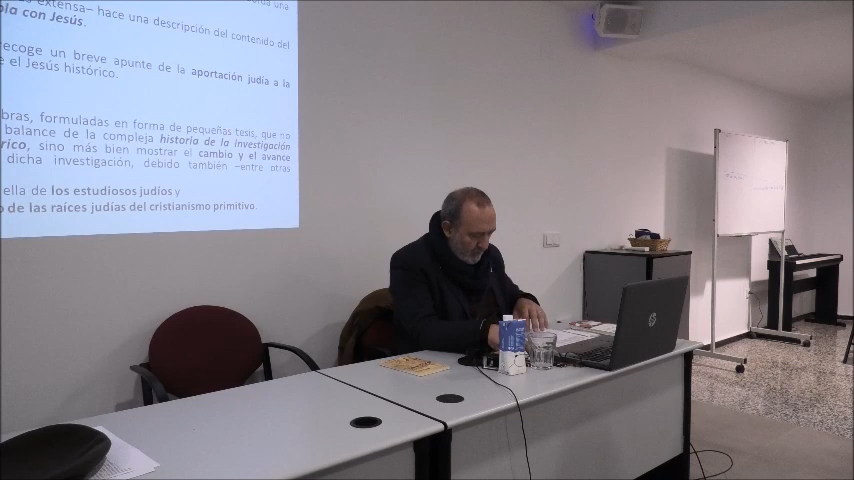 extensa– hace una descripción del contenido del
bla con Jesús.
recoge un breve apunte de la aportación judía a la
e el Jesús histórico.
bras, formuladas en forma de pequeñas tesis, que no
balance de la compleja historia de la investigación
rico, sino más bien mostrar el cambio y el avance
dicha investigación, debido también –entre otras
ella de los estudiosos judíos y
o de las raíces judías del cristianismo primitivo.
hp